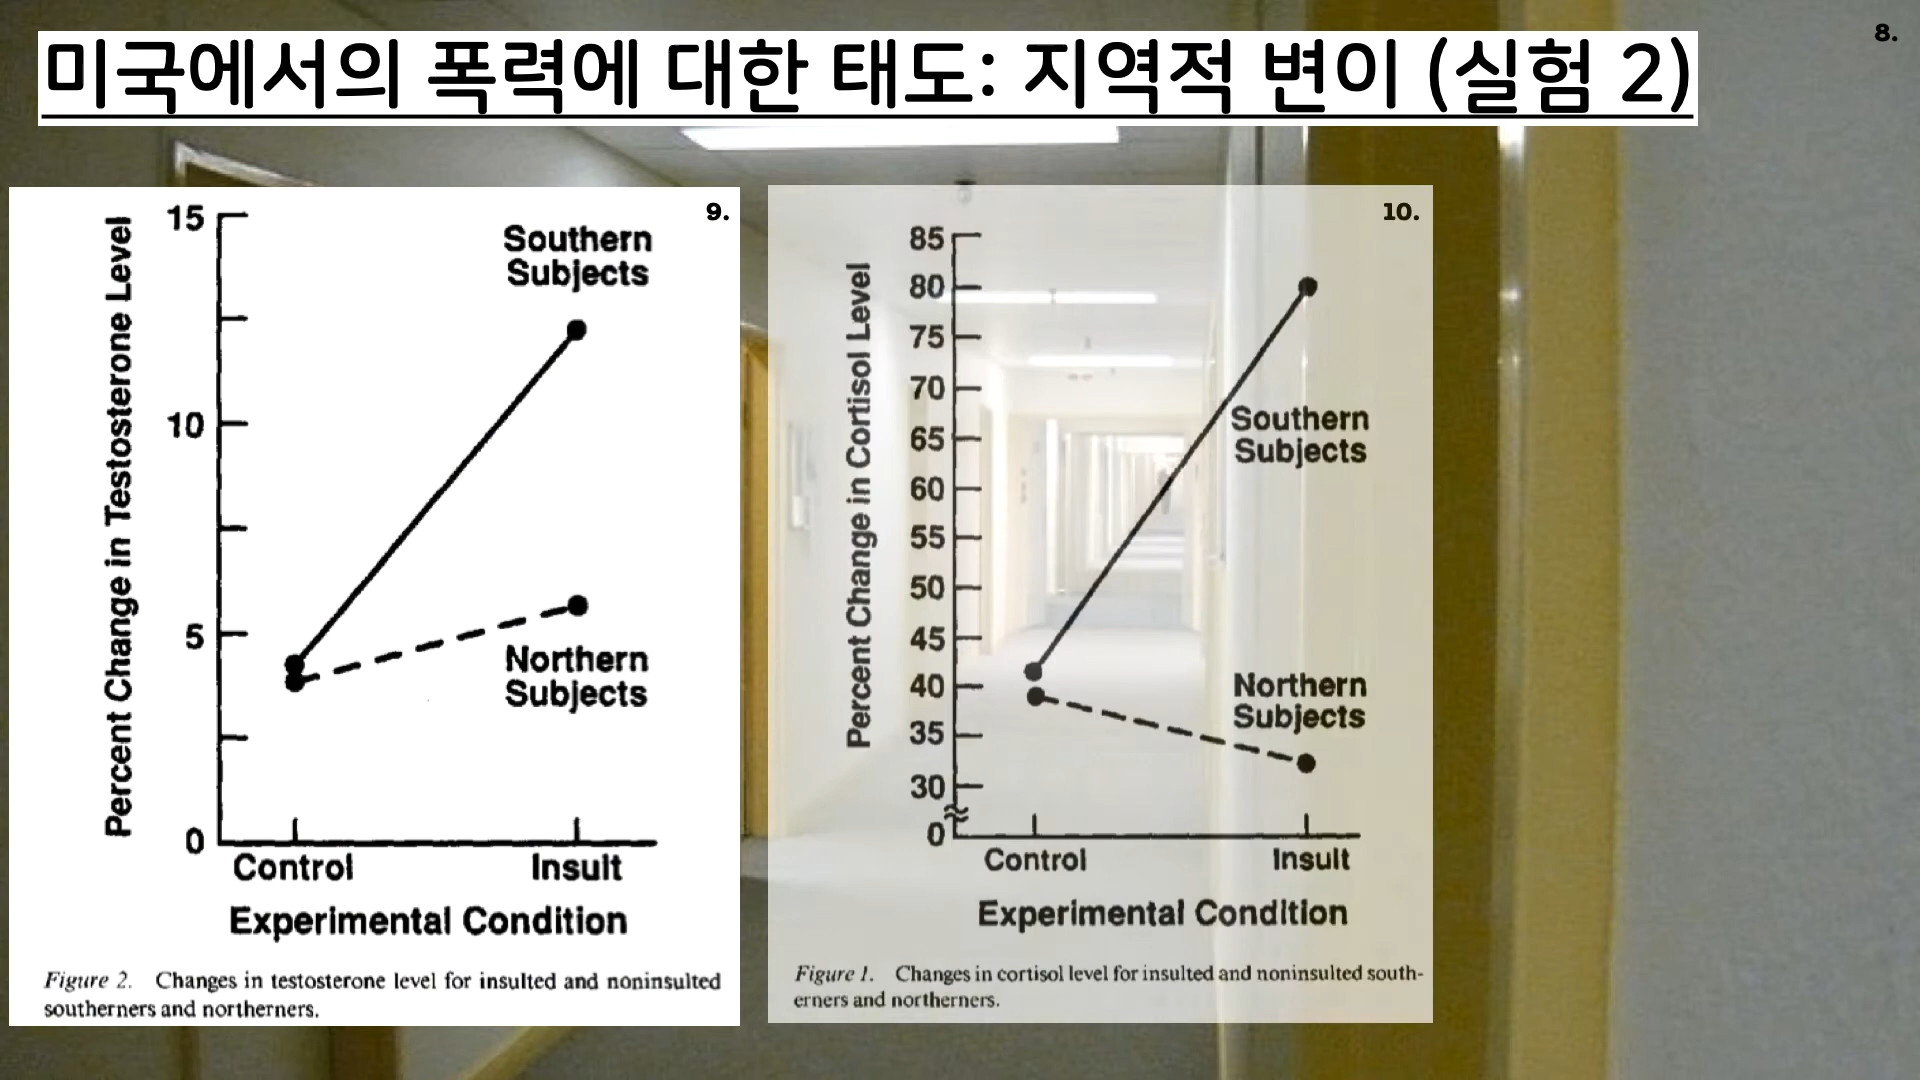 8.
미국에서의 폭력에 대한 태도: 지역적 변이 (실험 2)
9.
Percent Change in Testosterone Level
15
10
5
0
Southern
Subjects
Northern
Subjects
Control
Insult
Experimental Condition
Figure 2. Changes in testosterone level for insulted and noninsulted
southerners and northerners.
10.
Percent Change in Cortisol Level
85
80
75
70
65
60
55
50
45
40
35
30
0
Southern
Subjects
Northern
Subjects
Control
Insult
Experimental Condition
Figure 1. Changes in cortisol level for insulted and noninsulted south-
erners and northerners.